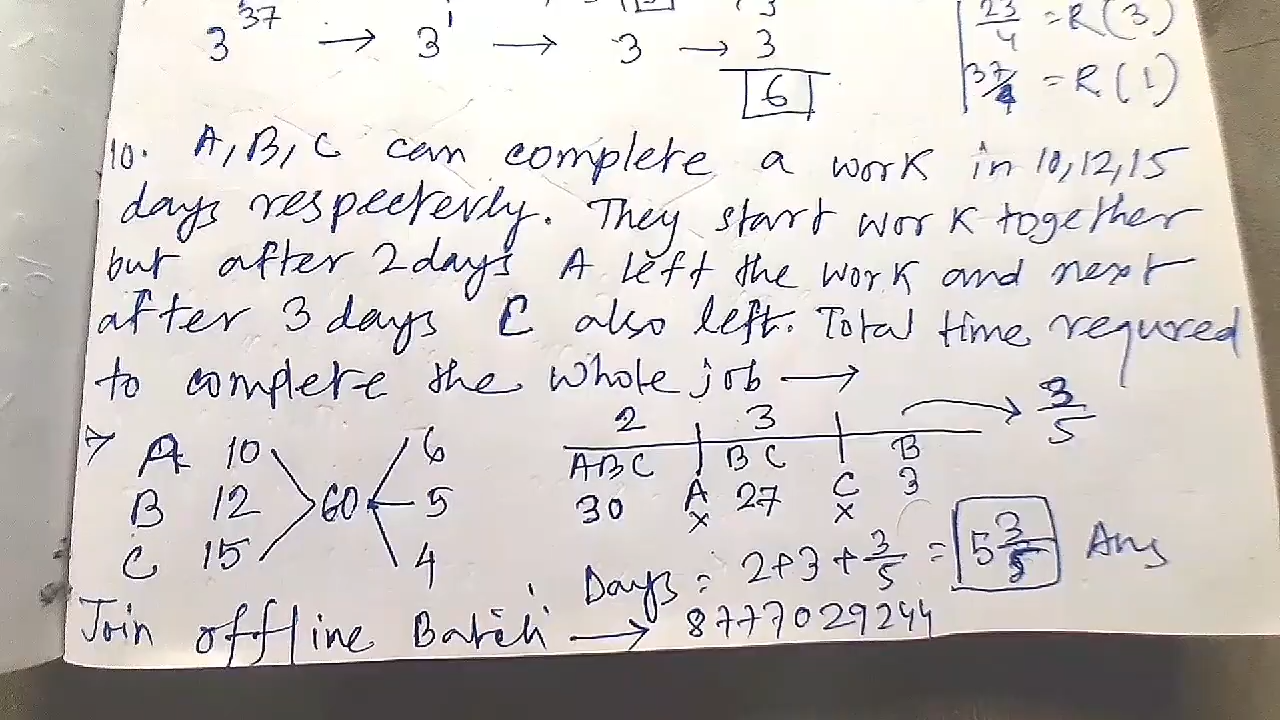 3^37 → 3^1 → 3 → 3
6
23/4 = R(3)
37/4 = R(1)
10. A, B, C can complete a work in 10, 12, 15
days respecterly. They start work together
but after 2 days A left the work and next
after 3 days C also left. Total time requred
to complete the whole job →
2 | 3 | → 3/5
ABC | BC | B
30 A× 27 C× 3
A 10 6
B 12 60 5
C 15 4
Days = 2+3+3/5 = 5 3/5 Ans
Join offline Batch → 8777029244